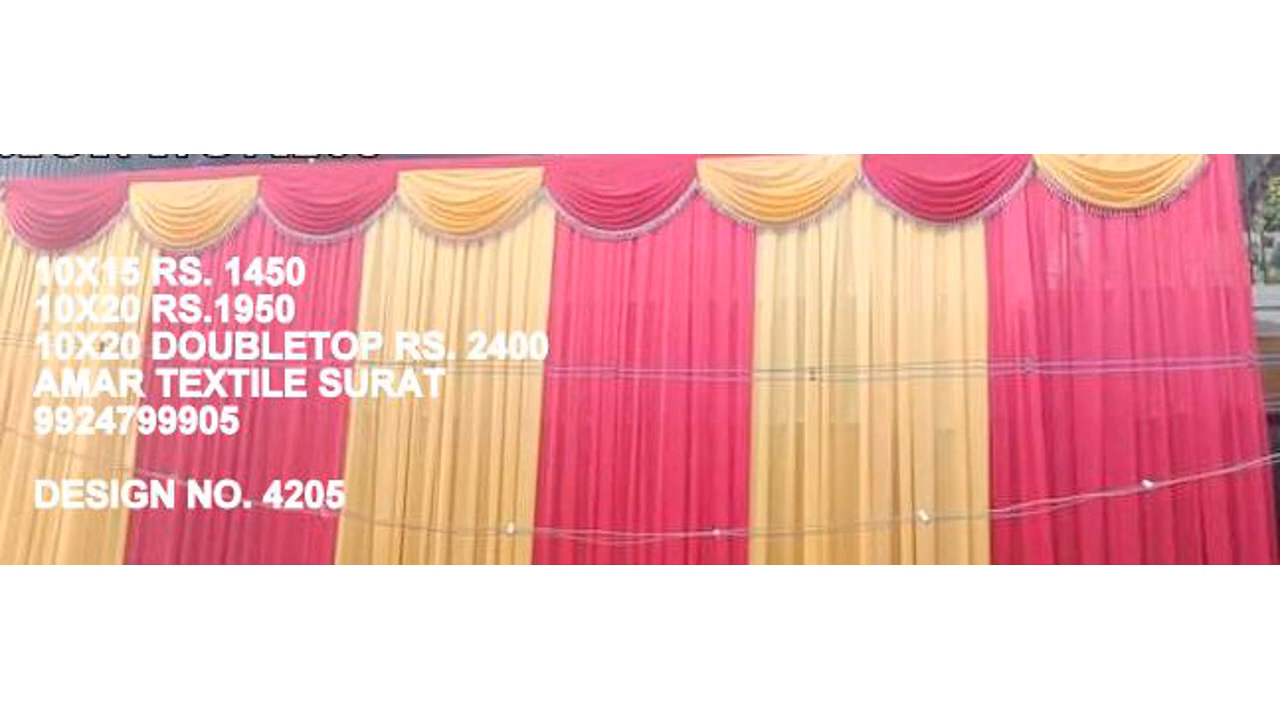 10X15 RS. 1450
10X20 RS.1950
10X20 DOUBLETOP RS. 2400
AMAR TEXTILE SURAT
9924799905
DESIGN NO. 4205